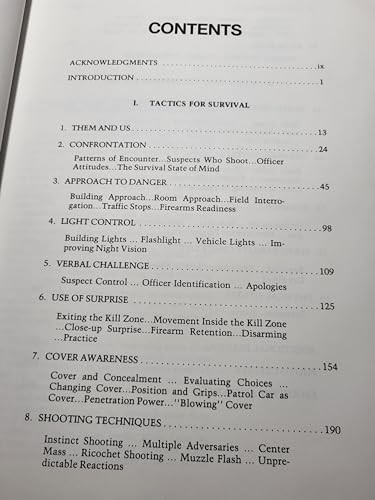 CONTENTS
ACKNOWLEDGMENTS ix
INTRODUCTION 1
I. TACTICS FOR SURVIVAL
1. THEM AND US 13
2. CONFRONTATION 24
Patterns of Encounter...Suspects Who Shoot...Officer
Attitudes...The Survival State of Mind
3. APPROACH TO DANGER 45
Building Approach...Room Approach...Field Interro-
gation...Traffic Stops...Firearms Readiness
4. LIGHT CONTROL 98
Building Lights ... Flashlight ... Vehicle Lights ... Im-
proving Night Vision
5. VERBAL CHALLENGE 109
Suspect Control ... Officer Identification ... Apologies
6. USE OF SURPRISE 125
Exiting the Kill Zone...Movement Inside the Kill Zone
...Close-up Surprise...Firearm Retention...Disarming
...Practice
7. COVER AWARENESS 154
Cover and Concealment ... Evaluating Choices ...
Changing Cover...Position and Grips...Patrol Car as
Cover...Penetration Power..."Blowing" Cover
8. SHOOTING TECHNIQUES 190
Instinct Shooting ... Multiple Adversaries ... Center
Mass ... Ricochet Shooting ... Muzzle Flash ... Unpre-
dictable Reactions